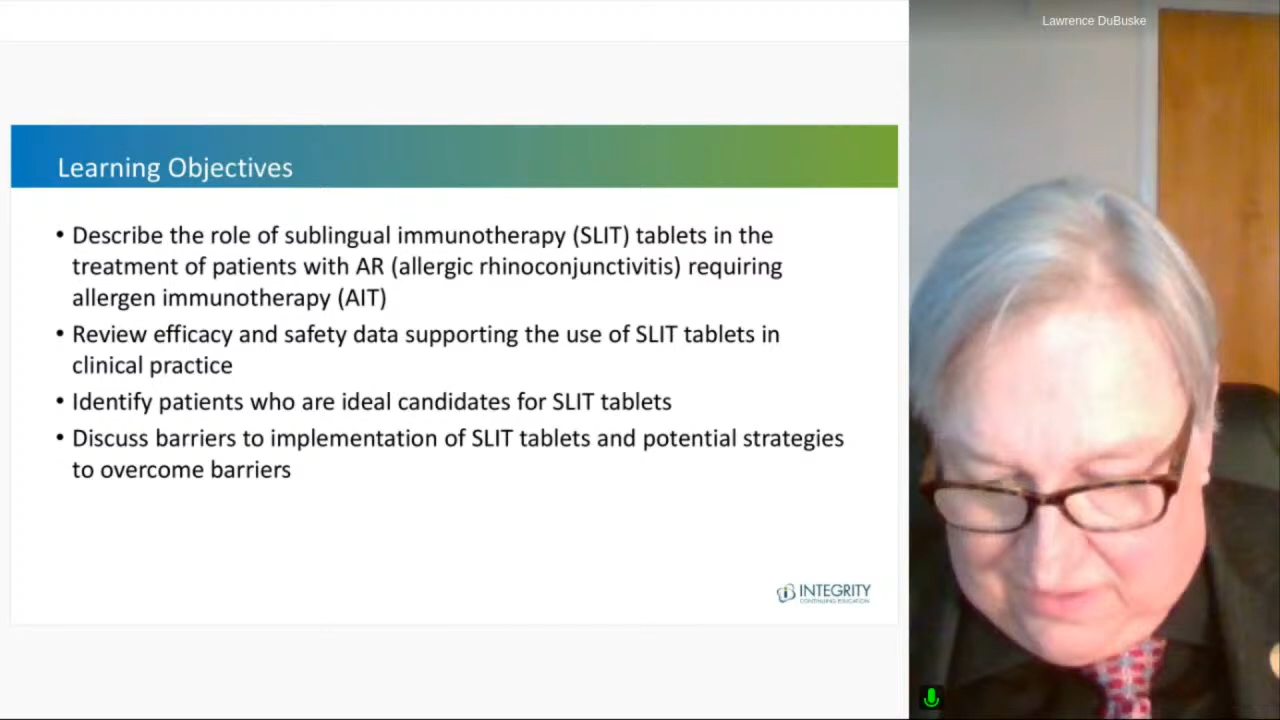 Lawrence DuBuske
Learning Objectives
• Describe the role of sublingual immunotherapy (SLIT) tablets in the
treatment of patients with AR (allergic rhinoconjunctivitis) requiring
allergen immunotherapy (AIT)
• Review efficacy and safety data supporting the use of SLIT tablets in
clinical practice
• Identify patients who are ideal candidates for SLIT tablets
• Discuss barriers to implementation of SLIT tablets and potential strategies
to overcome barriers
INTEGRITY
CONTINUING EDUCATION